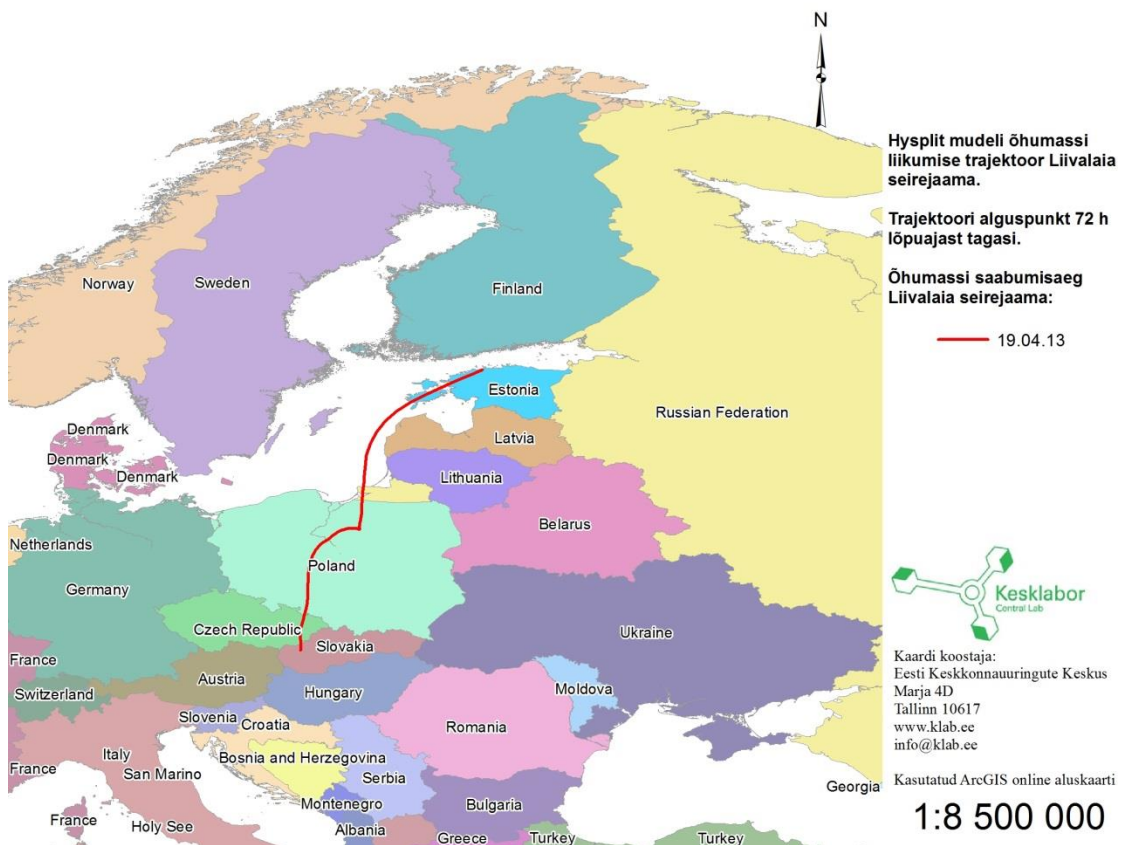 N
Hysplit mudeli õhumassi
liikumise trajektoor Liivalaia
seirejaama.
Trajektoori alguspunkt 72 h
lõpuajast tagasi.
Õhumassi saabumisaeg
Liivalaia seirejaama:
19.04.13
Norway
Sweden
Finland
Estonia
Russian Federation
Denmark
Latvia
Denmark
Denmark
Lithuania
Belarus
Netherlands
Poland
Germany
Czech Republic
Ukraine
Slovakia
France
Austria
Switzerland
Hungary
Moldova
Slovenia
Croatia
Romania
Italy
Bosnia and Herzegovina
France
San Marino
Serbia
Georgia
Montenegro
Bulgaria
France
Holy See
Albania
Greece
Turkey
Turkey
Kesklabor
Central Lab
Kaardi koostaja:
Eesti Keskkonnauuringute Keskus
Marja 4D
Tallinn 10617
www.klab.ee
info@klab.ee
Kasutatud ArcGIS online aluskaarti
1:8 500 000